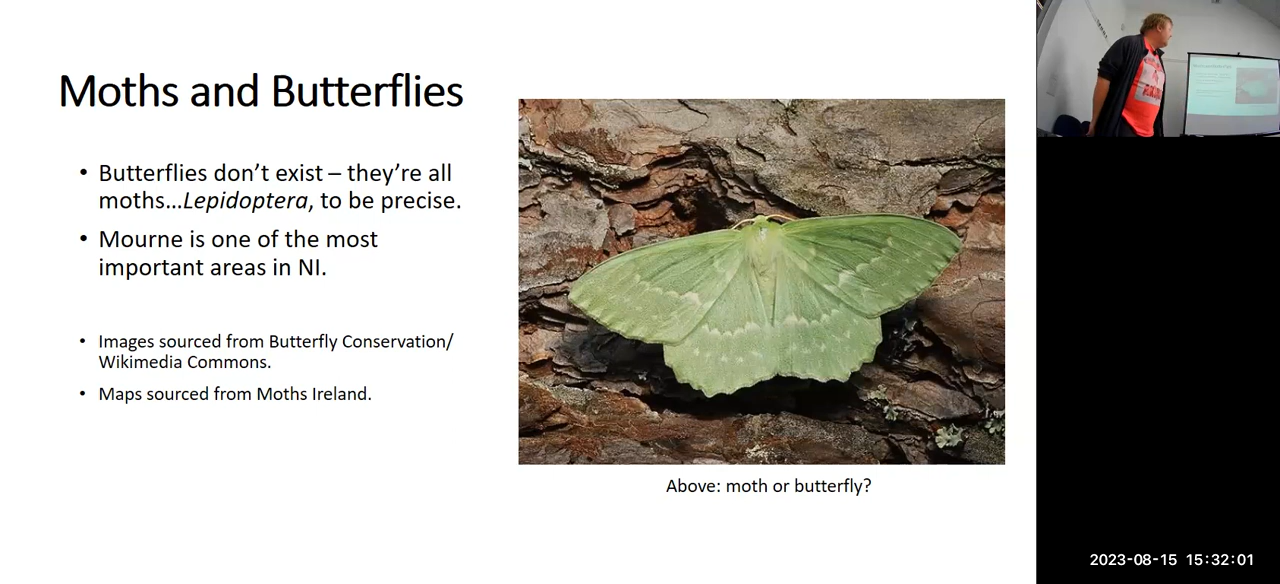 Moths and Butterflies
• Butterflies don’t exist – they’re all
moths…Lepidoptera, to be precise.
• Mourne is one of the most
important areas in NI.
• Images sourced from Butterfly Conservation/
Wikimedia Commons.
• Maps sourced from Moths Ireland.
Above: moth or butterfly?
2023-08-15 15:32:01